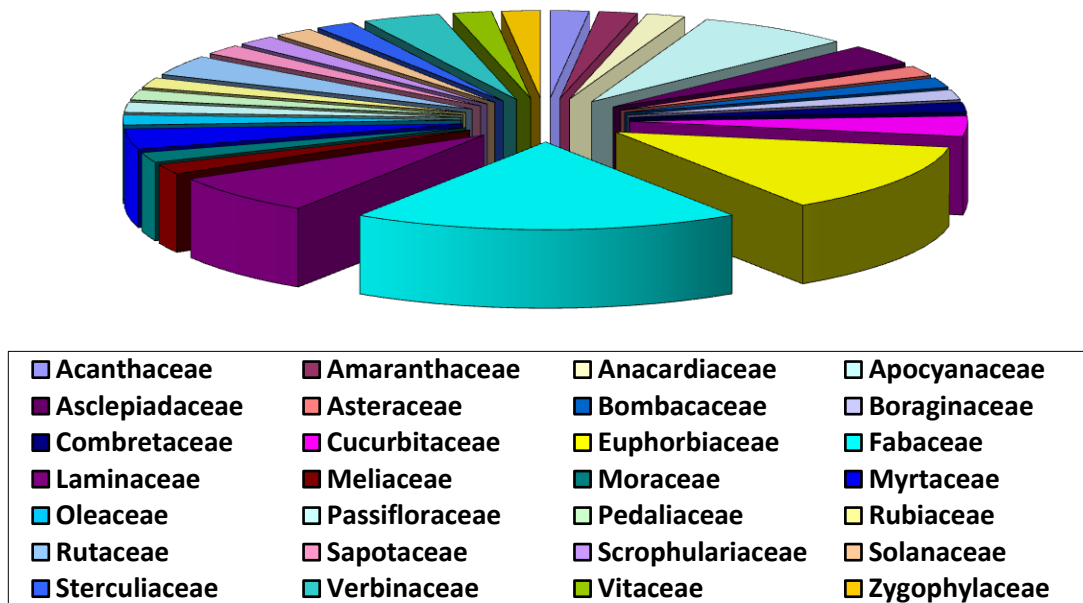 Acanthaceae Amaranthaceae Anacardiaceae Apocyanaceae
Asclepiadaceae Asteraceae Bombacaceae Boraginaceae
Combretaceae Cucurbitaceae Euphorbiaceae Fabaceae
Laminaceae Meliaceae Moraceae Myrtaceae
Oleaceae Passifloraceae Pedaliaceae Rubiaceae
Rutaceae Sapotaceae Scrophulariaceae Solanaceae
Sterculiaceae Verbinaceae Vitaceae Zygophylaceae